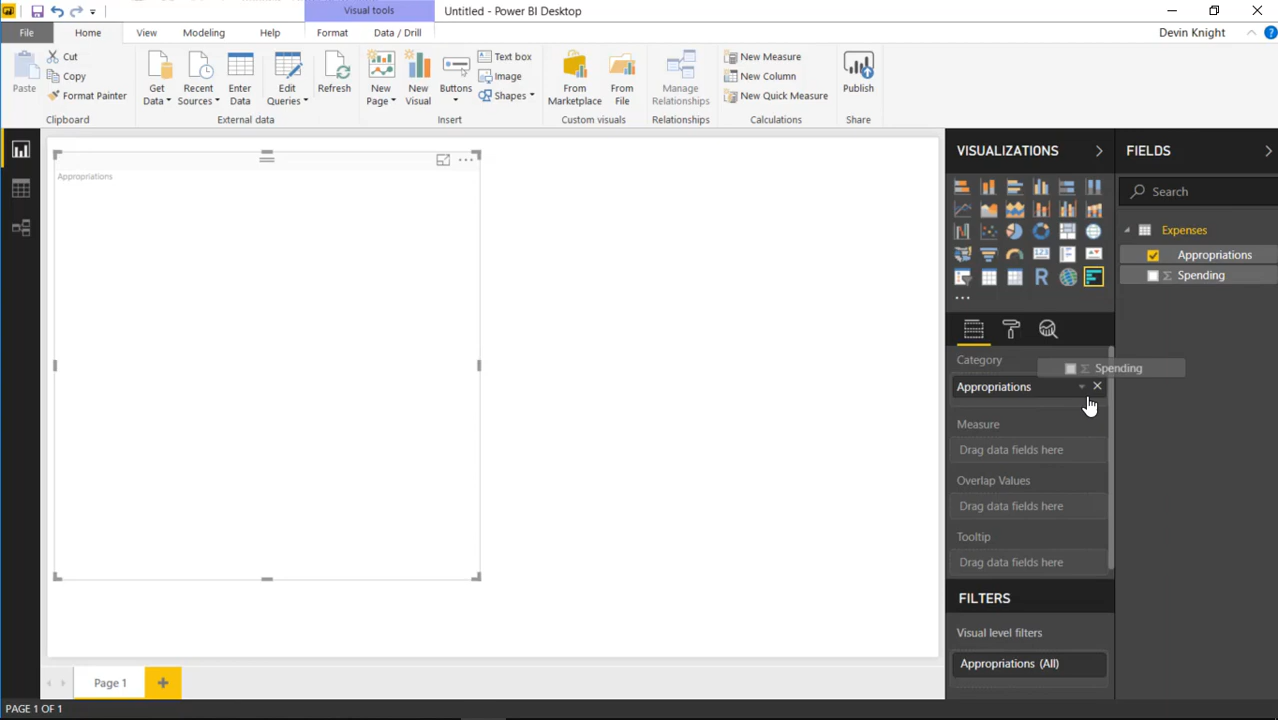 Visual tools
Untitled - Power BI Desktop
File
Home
View
Modeling
Help
Format
Data / Drill
Devin Knight
?
Paste
Cut
Copy
Format Painter
Clipboard
Get Data
Recent Sources
Enter Data
Edit Queries
Refresh
External data
New Page
New Visual
Buttons
Text box
Image
Shapes
Insert
From Marketplace
From File
Custom visuals
Manage Relationships
Relationships
New Measure
New Column
New Quick Measure
Calculations
Publish
Share
Appropriations
VISUALIZATIONS
R
Category
Appropriations
Measure
Drag data fields here
Overlap Values
Drag data fields here
Tooltip
Drag data fields here
FILTERS
Visual level filters
Appropriations (All)
FIELDS
Search
Expenses
Appropriations
Σ Spending
Σ Spending
Page 1
PAGE 1 OF 1